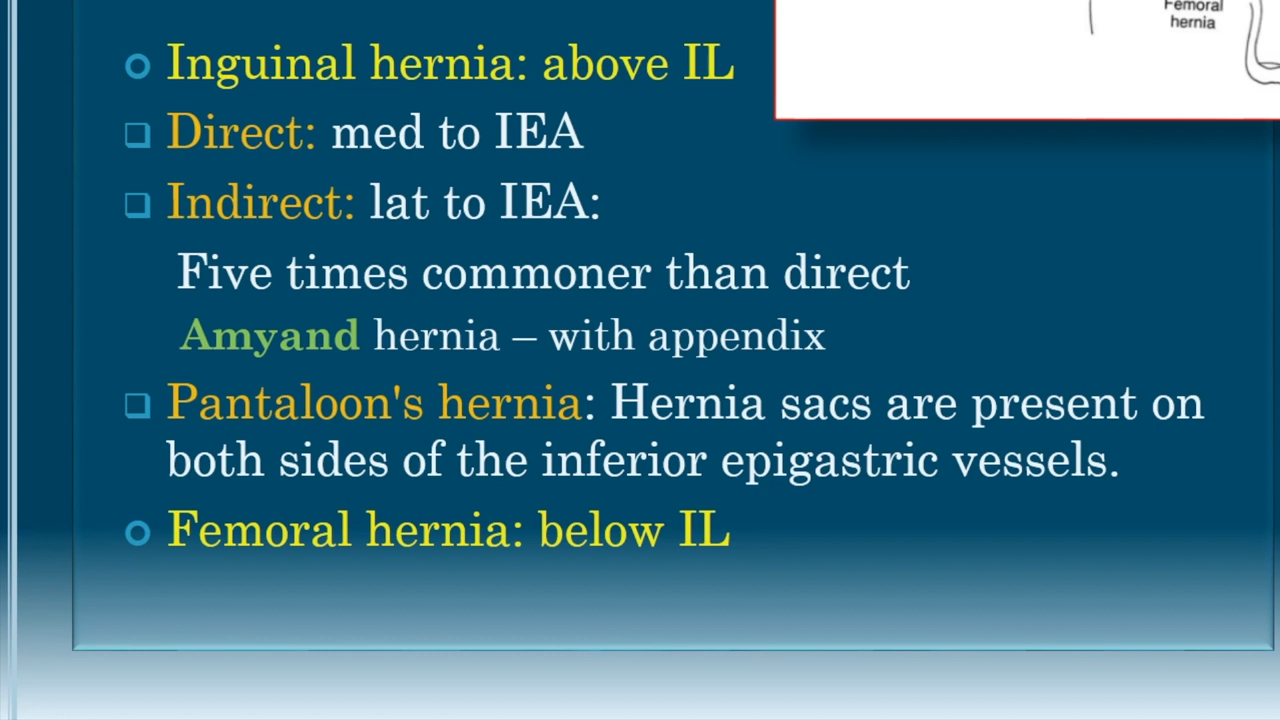 Femoral
hernia
Inguinal hernia: above IL
Direct: med to IEA
Indirect: lat to IEA:
Five times commoner than direct
Amyand hernia – with appendix
Pantaloon's hernia: Hernia sacs are present on
both sides of the inferior epigastric vessels.
Femoral hernia: below IL